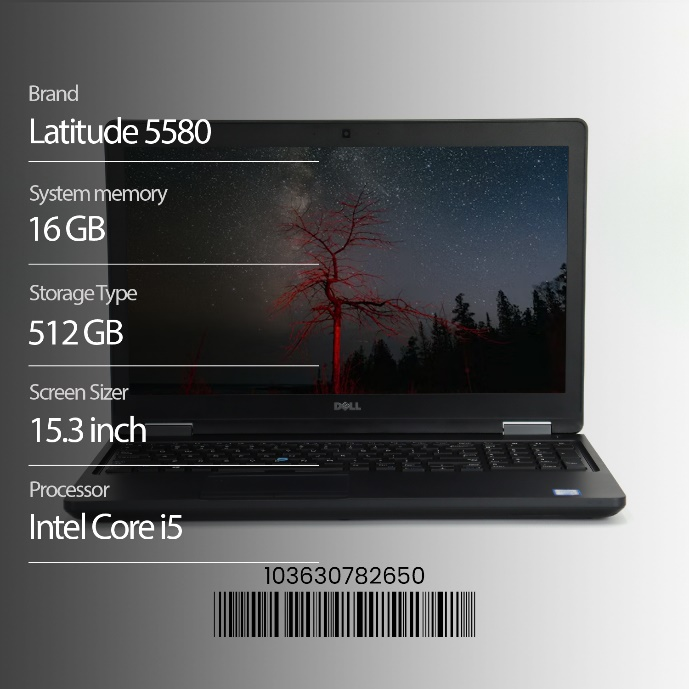 Brand
Latitude 5580
System memory
16 GB
Storage Type
512 GB
Screen Sizer
15.3 inch
DELL
Processor
Intel Core i5
103630782650